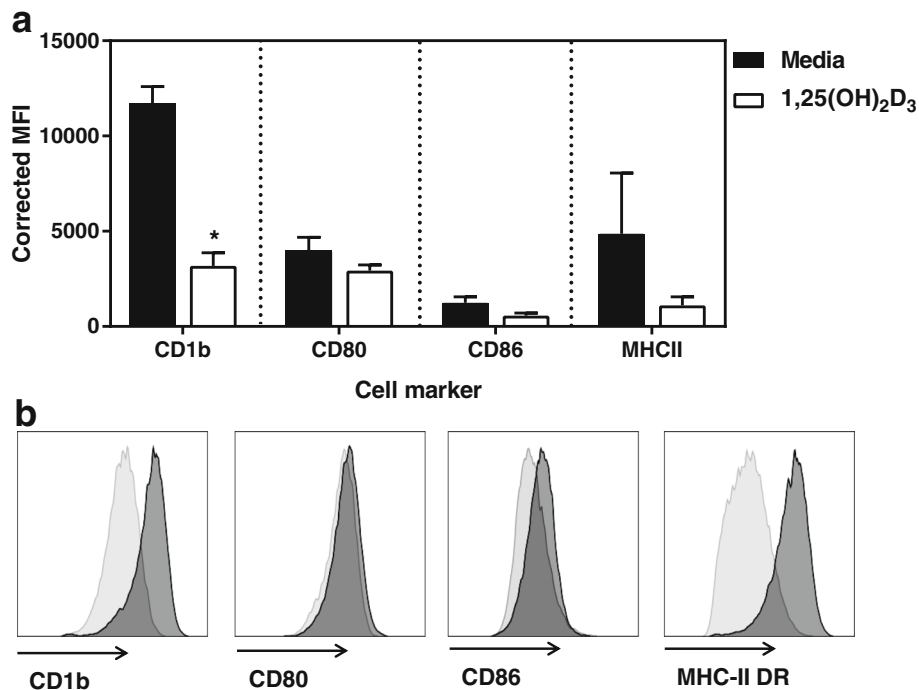 a
15000
10000
5000
0
Corrected MFI
Media
1,25(OH)₂D₃
*
CD1b
CD80
CD86
MHCII
Cell marker
b
CD1b
CD80
CD86
MHC-II DR